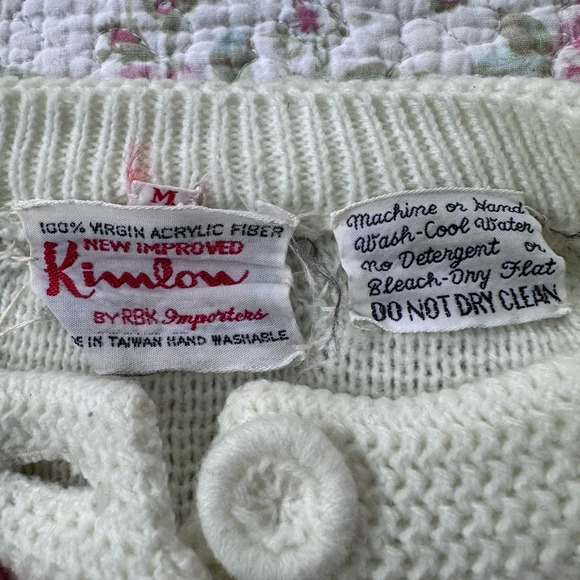 M
100% VIRGIN ACRYLIC FIBER
NEW IMPROVED
Kimlon
BY RBK Importers
E IN TAIWAN HAND WASHABLE
Machine or Hand
Wash-Cool Water
No Detergent or
Bleach-Dry Flat
DO NOT DRY CLEAN